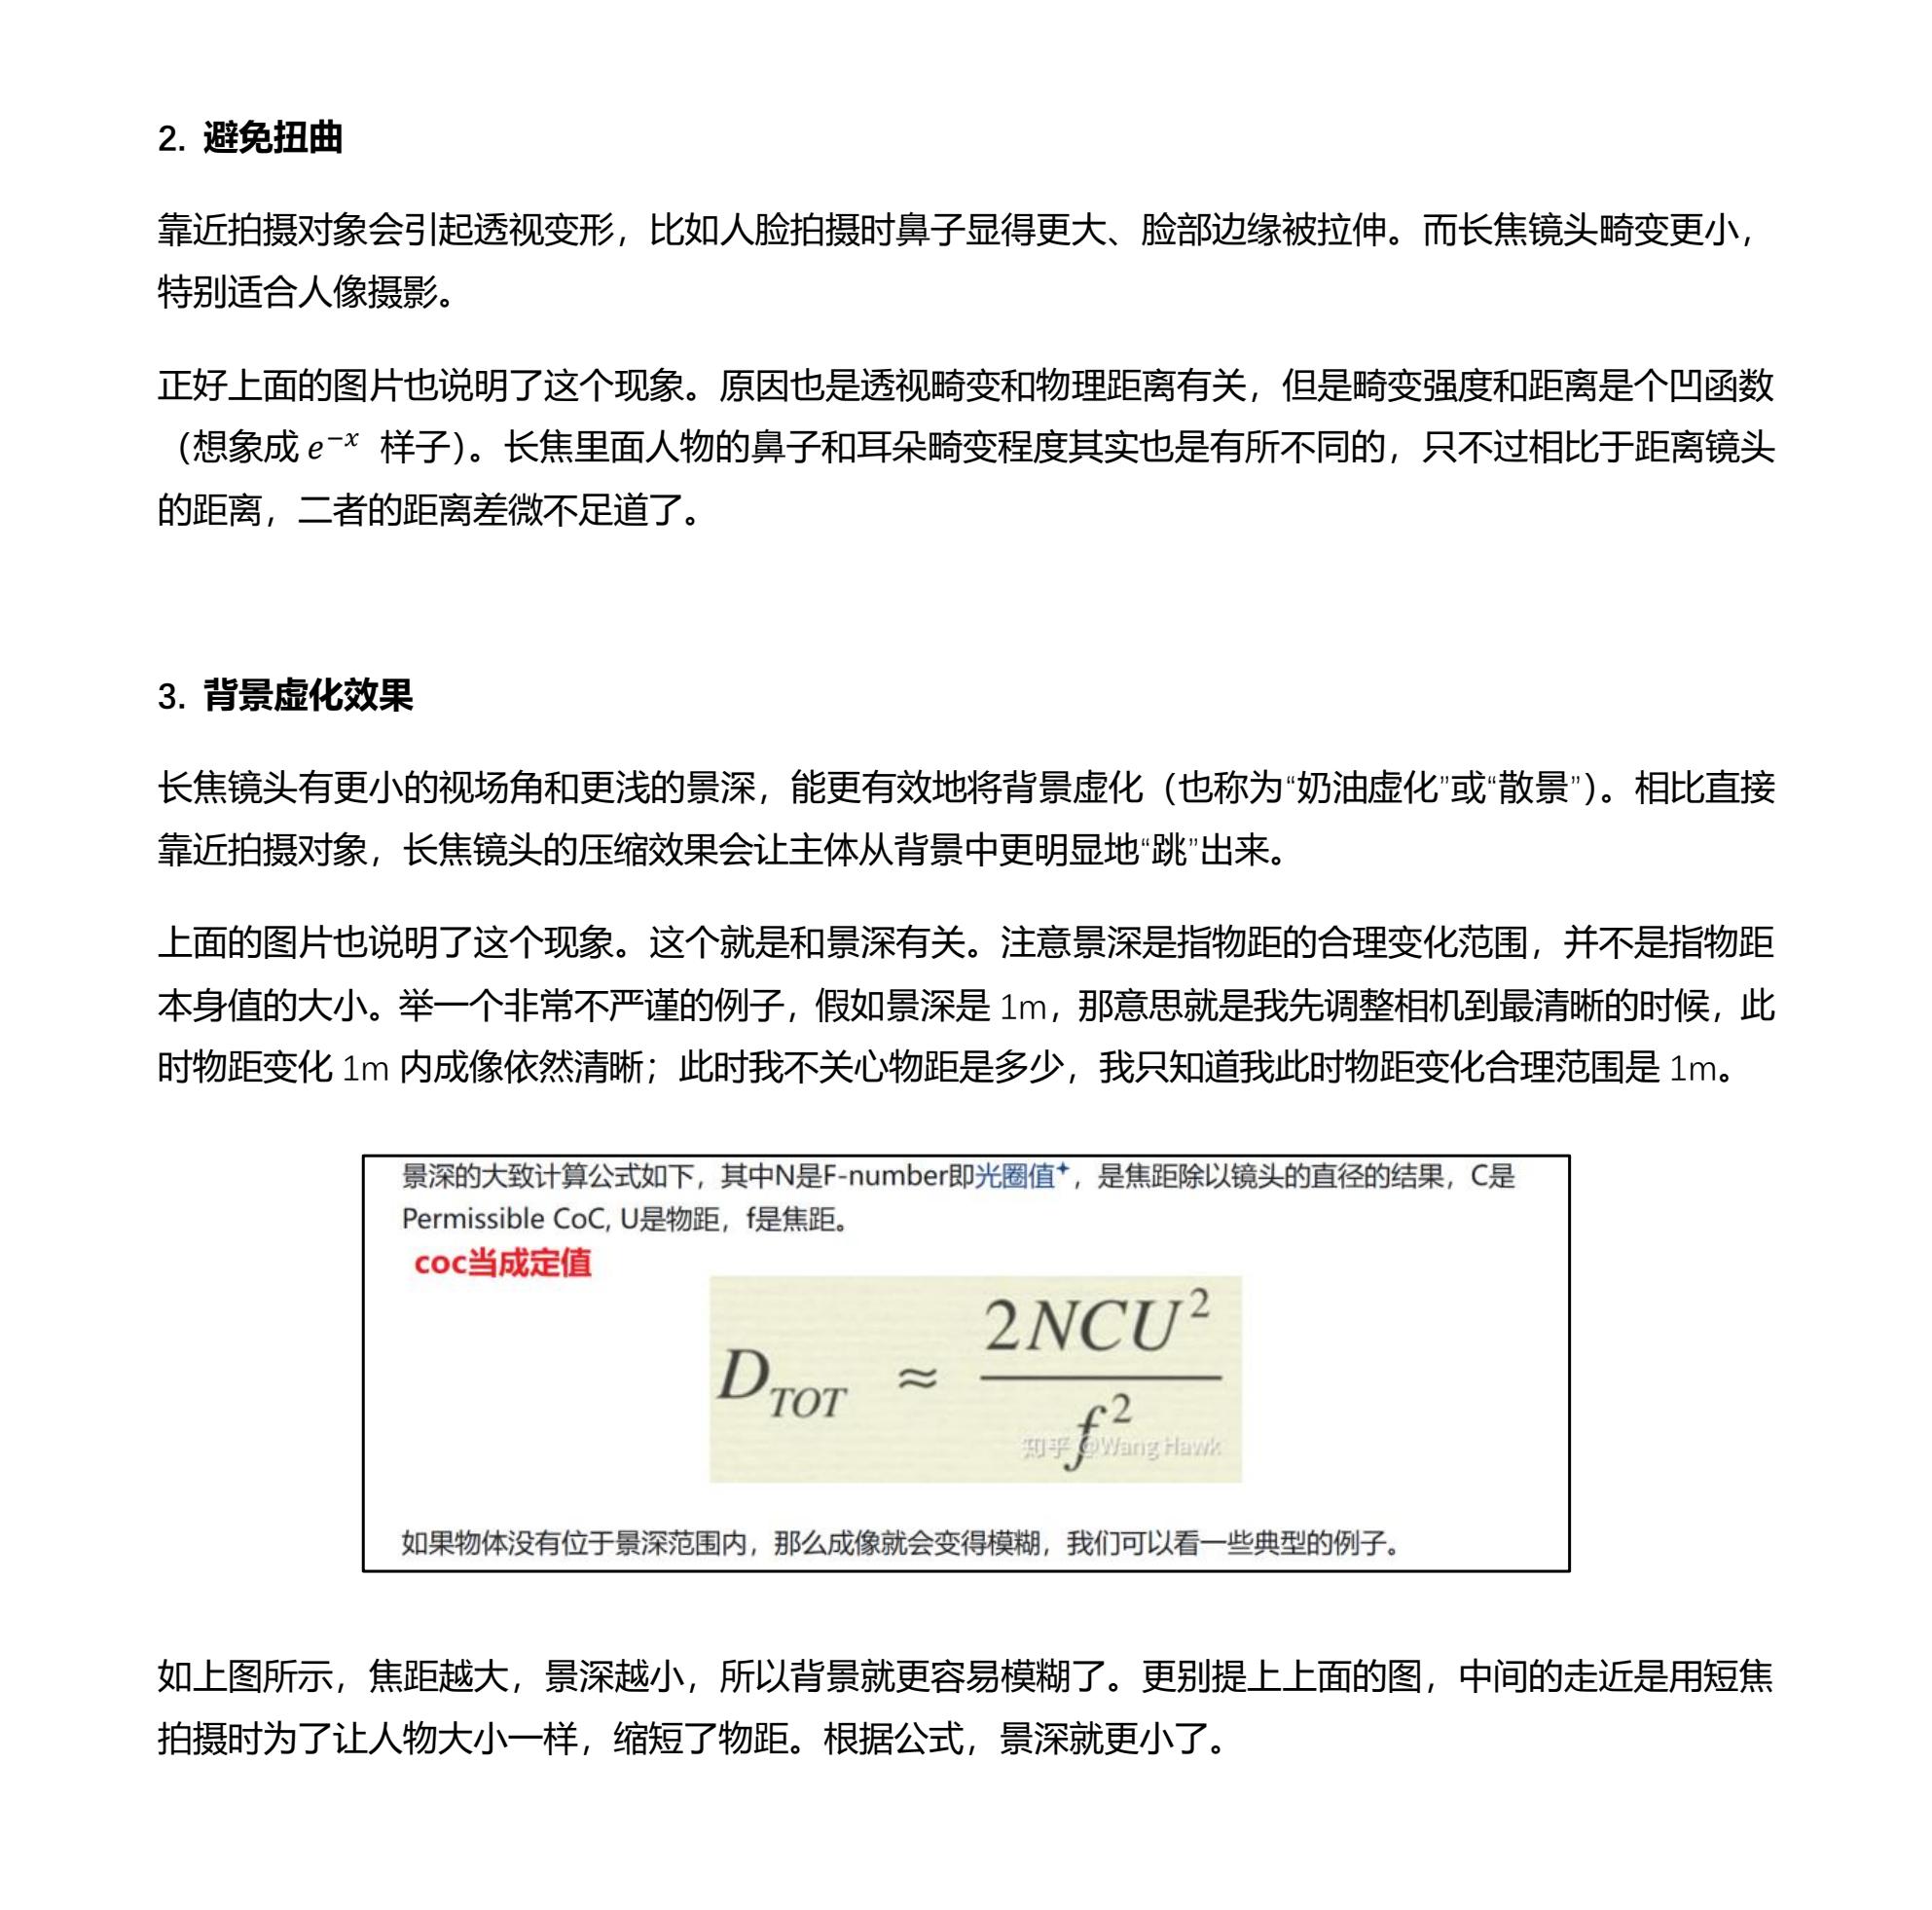 2. 避免扭曲
靠近拍摄对象会引起透视变形，比如人脸拍摄时鼻子显得更大、脸部边缘被拉伸。而长焦镜头畸变更小，
特别适合人像摄影。
正好上面的图片也说明了这个现象。原因也是透视畸变和物理距离有关，但是畸变强度和距离是个凹函数
（想象成 e^{-x} 样子）。长焦里面人物的鼻子和耳朵畸变程度其实也是有所不同的，只不过相比于距离镜头
的距离，二者的距离差微不足道了。
3. 背景虚化效果
长焦镜头有更小的视场角和更浅的景深，能更有效地将背景虚化（也称为“奶油虚化”或“散景”）。相比直接
靠近拍摄对象，长焦镜头的压缩效果会让主体从背景中更明显地“跳”出来。
上面的图片也说明了这个现象。这个就是和景深有关。注意景深是指物距的合理变化范围，并不是指物距
本身值的大小。举一个非常不严谨的例子，假如景深是 1m，那意思就是我先调整相机到最清晰的时候，此
时物距变化 1m 内成像依然清晰；此时我不关心物距是多少，我只知道我此时物距变化合理范围是 1m。
景深的大致计算公式如下，其中N是F-number即光圈值✦，是焦距除以镜头的直径的结果，C是
Permissible CoC, U是物距，f是焦距。
coc当成定值
D_{TOT} ≈ \frac{2NCU^2}{f^2}
知乎 @Wang Hawk
如果物体没有位于景深范围内，那么成像就会变得模糊，我们可以看一些典型的例子。
如上图所示，焦距越大，景深越小，所以背景就更容易模糊了。更别提上上面的图，中间的走近是用短焦
拍摄时为了让人物大小一样，缩短了物距。根据公式，景深就更小了。